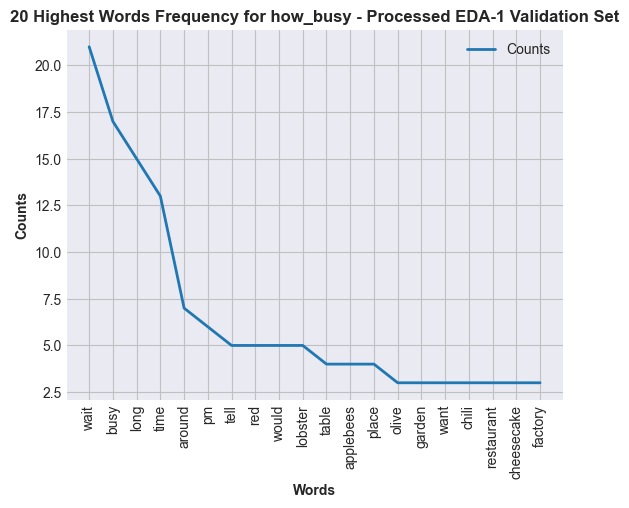 20 Highest Words Frequency for how_busy - Processed EDA-1 Validation Set
Counts
20.0
17.5
15.0
12.5
10.0
7.5
5.0
2.5
Counts
wait
busy
long
time
around
pm
tell
red
would
lobster
table
applebees
place
olive
garden
want
chili
restaurant
cheesecake
factory
Words